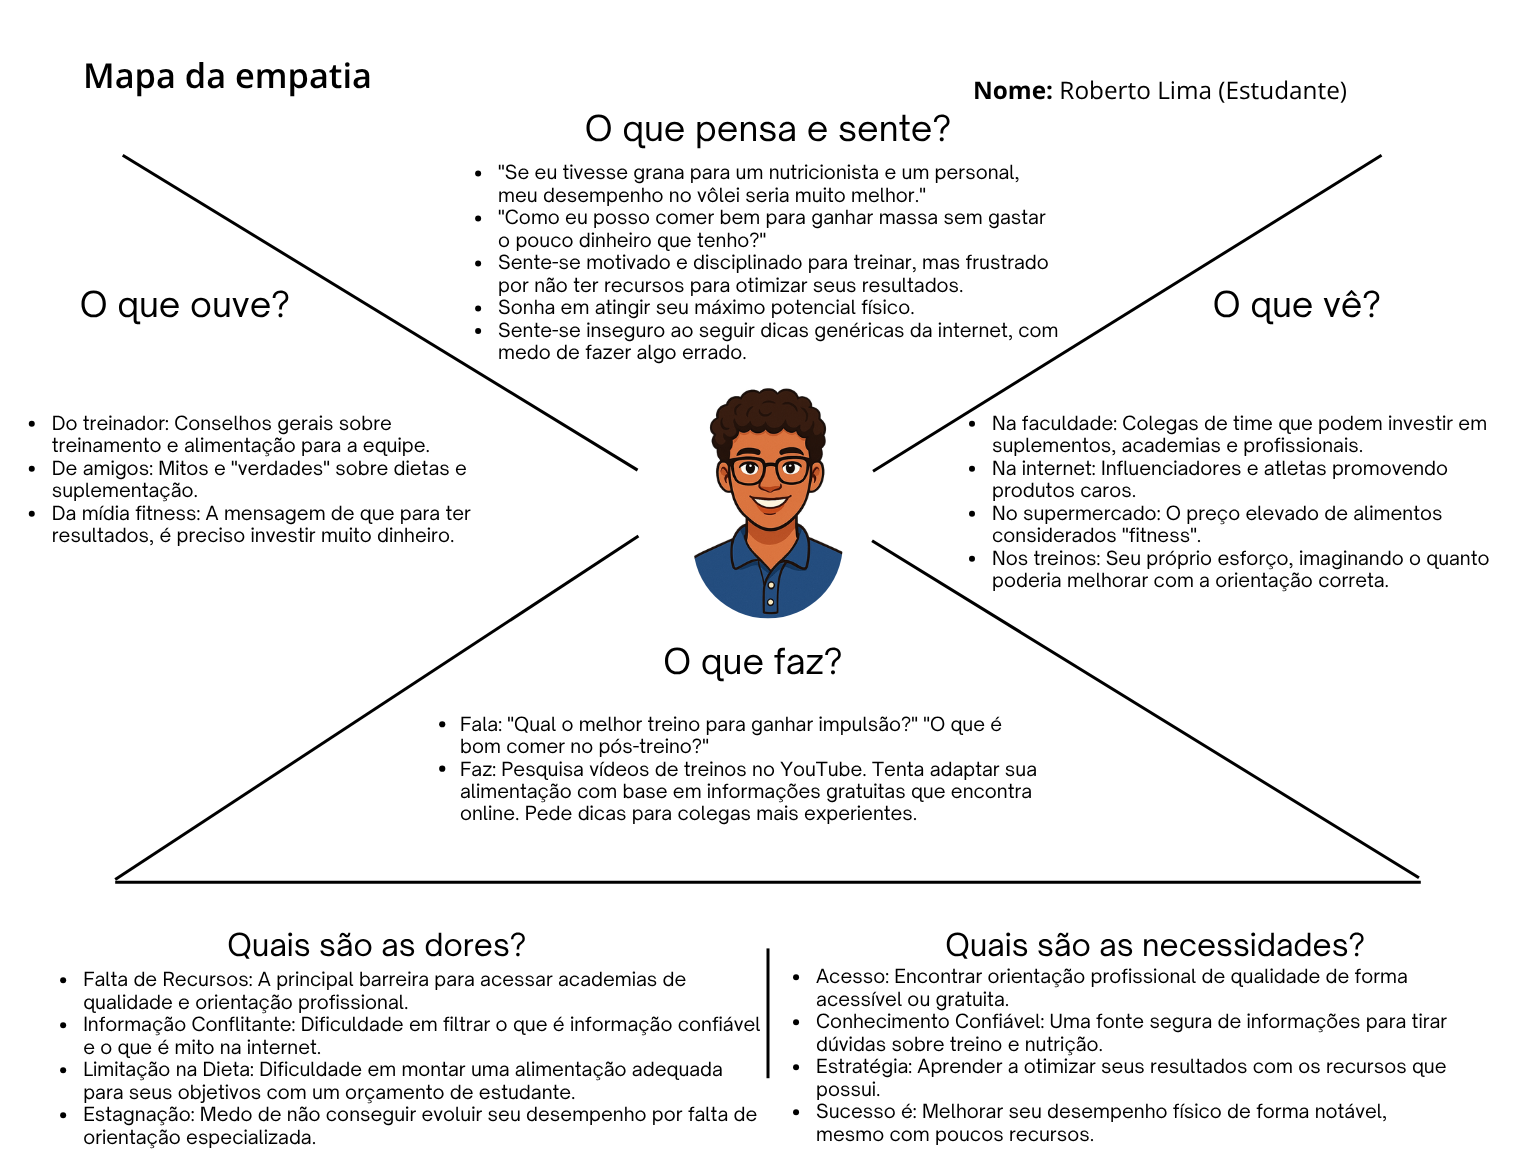 Mapa da empatia
Nome: Roberto Lima (Estudante)
O que pensa e sente?
• "Se eu tivesse grana para um nutricionista e um personal,
meu desempenho no vôlei seria muito melhor."
• "Como eu posso comer bem para ganhar massa sem gastar
o pouco dinheiro que tenho?"
• Sente-se motivado e disciplinado para treinar, mas frustrado
por não ter recursos para otimizar seus resultados.
• Sonha em atingir seu máximo potencial físico.
• Sente-se inseguro ao seguir dicas genéricas da internet, com
medo de fazer algo errado.
O que ouve?
• Do treinador: Conselhos gerais sobre
treinamento e alimentação para a equipe.
• De amigos: Mitos e "verdades" sobre dietas e
suplementação.
• Da mídia fitness: A mensagem de que para ter
resultados, é preciso investir muito dinheiro.
O que vê?
• Na faculdade: Colegas de time que podem investir em
suplementos, academias e profissionais.
• Na internet: Influenciadores e atletas promovendo
produtos caros.
• No supermercado: O preço elevado de alimentos
considerados "fitness".
• Nos treinos: Seu próprio esforço, imaginando o quanto
poderia melhorar com a orientação correta.
O que faz?
• Fala: "Qual o melhor treino para ganhar impulsão?" "O que é
bom comer no pós-treino?"
• Faz: Pesquisa vídeos de treinos no YouTube. Tenta adaptar sua
alimentação com base em informações gratuitas que encontra
online. Pede dicas para colegas mais experientes.
Quais são as dores?
• Falta de Recursos: A principal barreira para acessar academias de
qualidade e orientação profissional.
• Informação Conflitante: Dificuldade em filtrar o que é informação confiável
e o que é mito na internet.
• Limitação na Dieta: Dificuldade em montar uma alimentação adequada
para seus objetivos com um orçamento de estudante.
• Estagnação: Medo de não conseguir evoluir seu desempenho por falta de
orientação especializada.
Quais são as necessidades?
• Acesso: Encontrar orientação profissional de qualidade de forma
acessível ou gratuita.
• Conhecimento Confiável: Uma fonte segura de informações para tirar
dúvidas sobre treino e nutrição.
• Estratégia: Aprender a otimizar seus resultados com os recursos que
possui.
• Sucesso é: Melhorar seu desempenho físico de forma notável,
mesmo com poucos recursos.